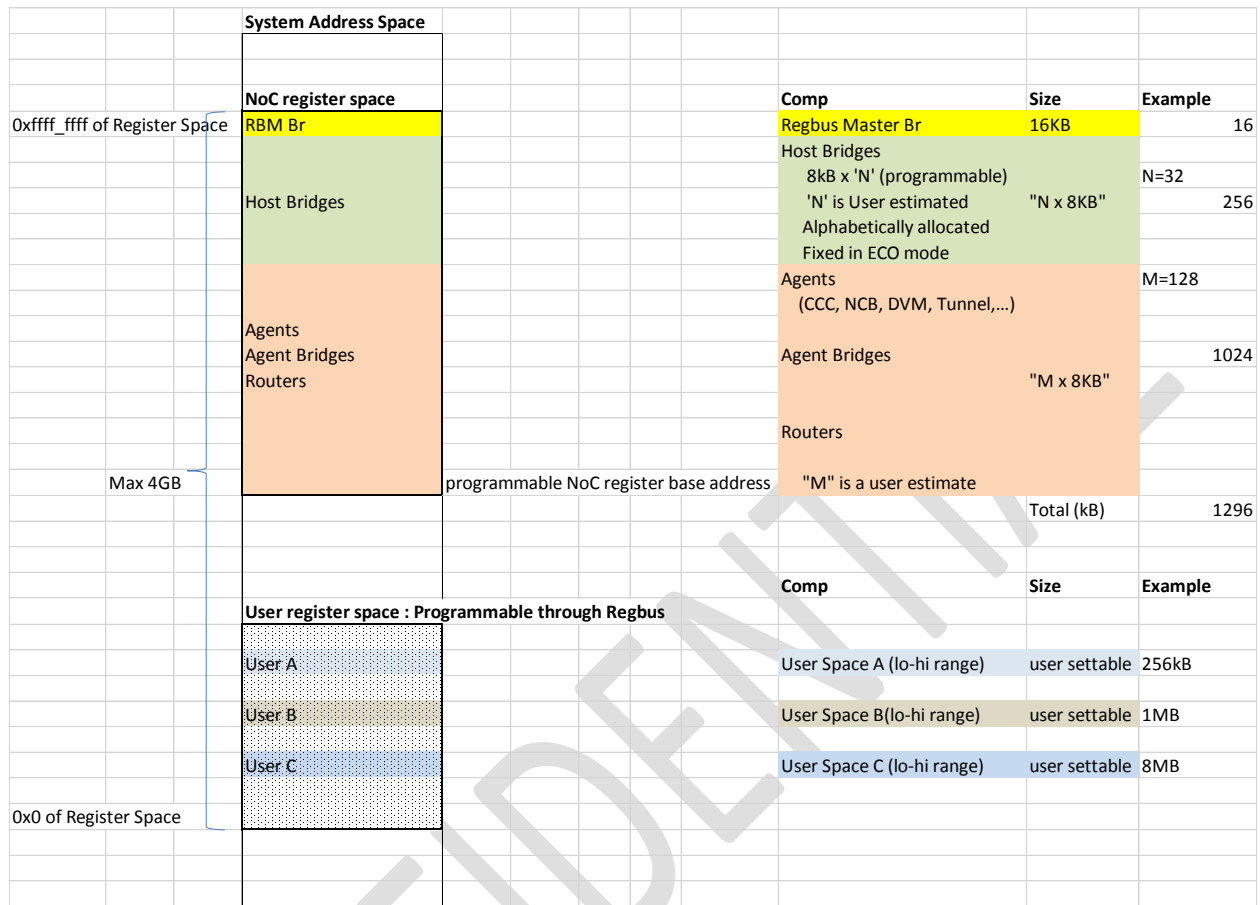 System Address Space
NoC register space Comp Size Example
0xffff_ffff of Register Space RBM Br Regbus Master Br 16KB 16
Host Bridges
8kB x 'N' (programmable) N=32
Host Bridges 'N' is User estimated "N x 8KB" 256
Alphabetically allocated
Fixed in ECO mode
Agents M=128
(CCC, NCB, DVM, Tunnel,...)
Agents
Agent Bridges Agent Bridges 1024
Routers "M x 8KB"
Routers
Max 4GB programmable NoC register base address "M" is a user estimate
Total (kB) 1296
Comp Size Example
User register space : Programmable through Regbus
User A User Space A (lo-hi range) user settable 256kB
User B User Space B(lo-hi range) user settable 1MB
User C User Space C (lo-hi range) user settable 8MB
0x0 of Register Space